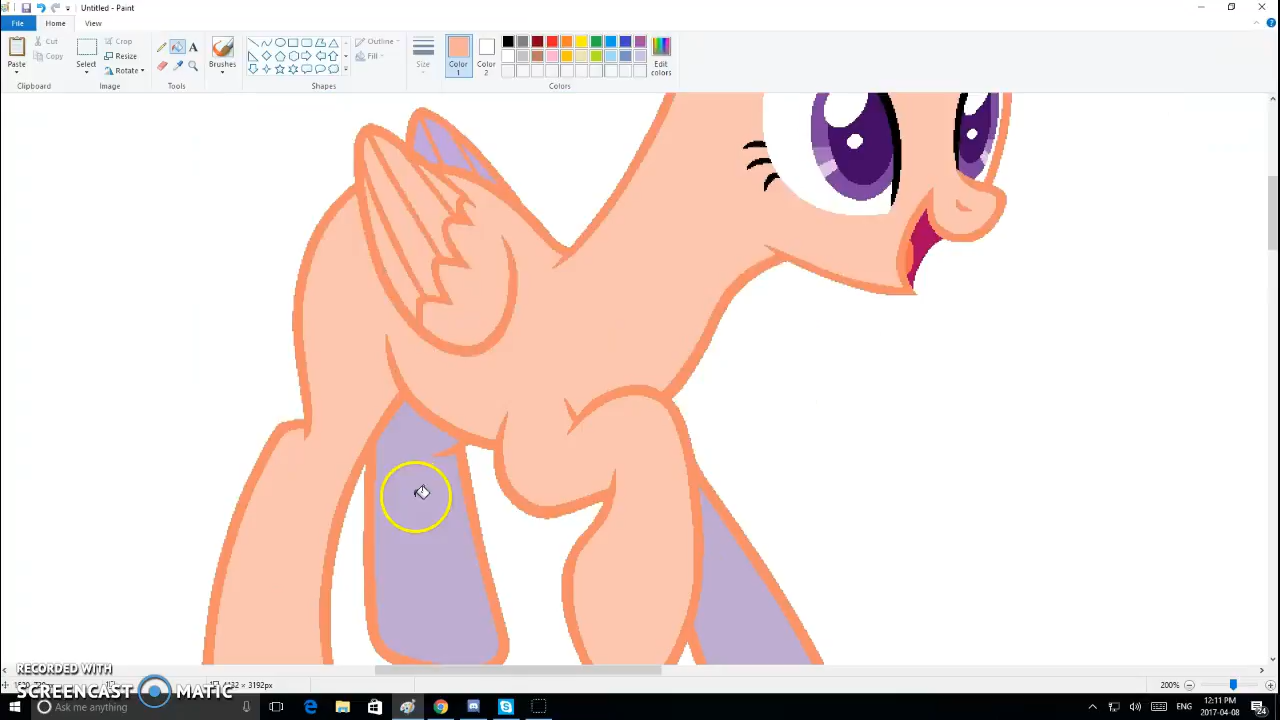 Untitled - Paint
File Home View
Paste
Cut
Copy
Clipboard
Select
Crop
Resize
Rotate
Image
A
Tools
Brushes
Outline
Fill
Shapes
Size
Color
1
Color
2
Edit
colors
Colors
RECORDED WITH
SCREENCAST MATIC
3192px
200%
Ask me anything
ENG
12:11 PM
2017-04-08